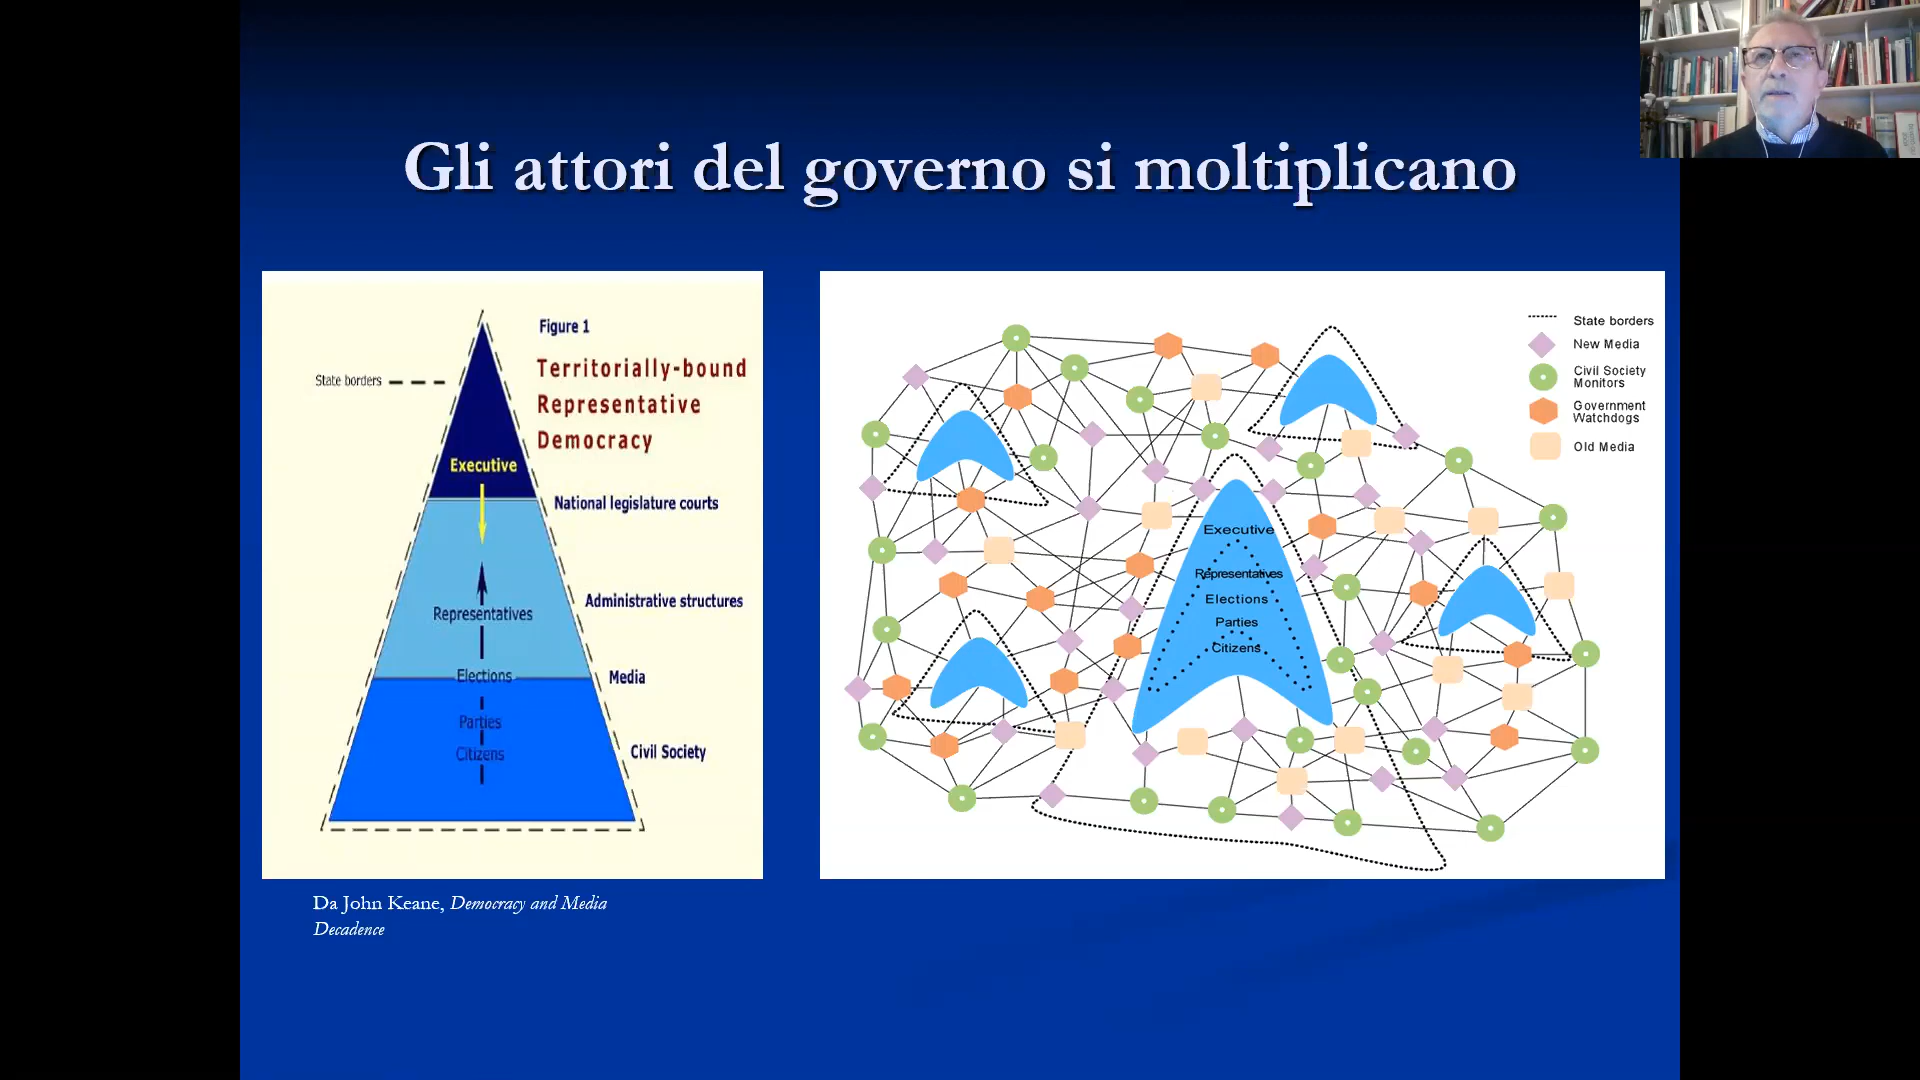 Gli attori del governo si moltiplicano
Figure 1
Territorially-bound
Representative
Democracy
State borders
Executive
National legislature courts
Administrative structures
Representatives
Elections
Media
Parties
Citizens
Civil Society
Da John Keane, Democracy and Media
Decadence
State borders
New Media
Civil Society
Monitors
Government
Watchdogs
Old Media
Executive
Representatives
Elections
Parties
Citizens